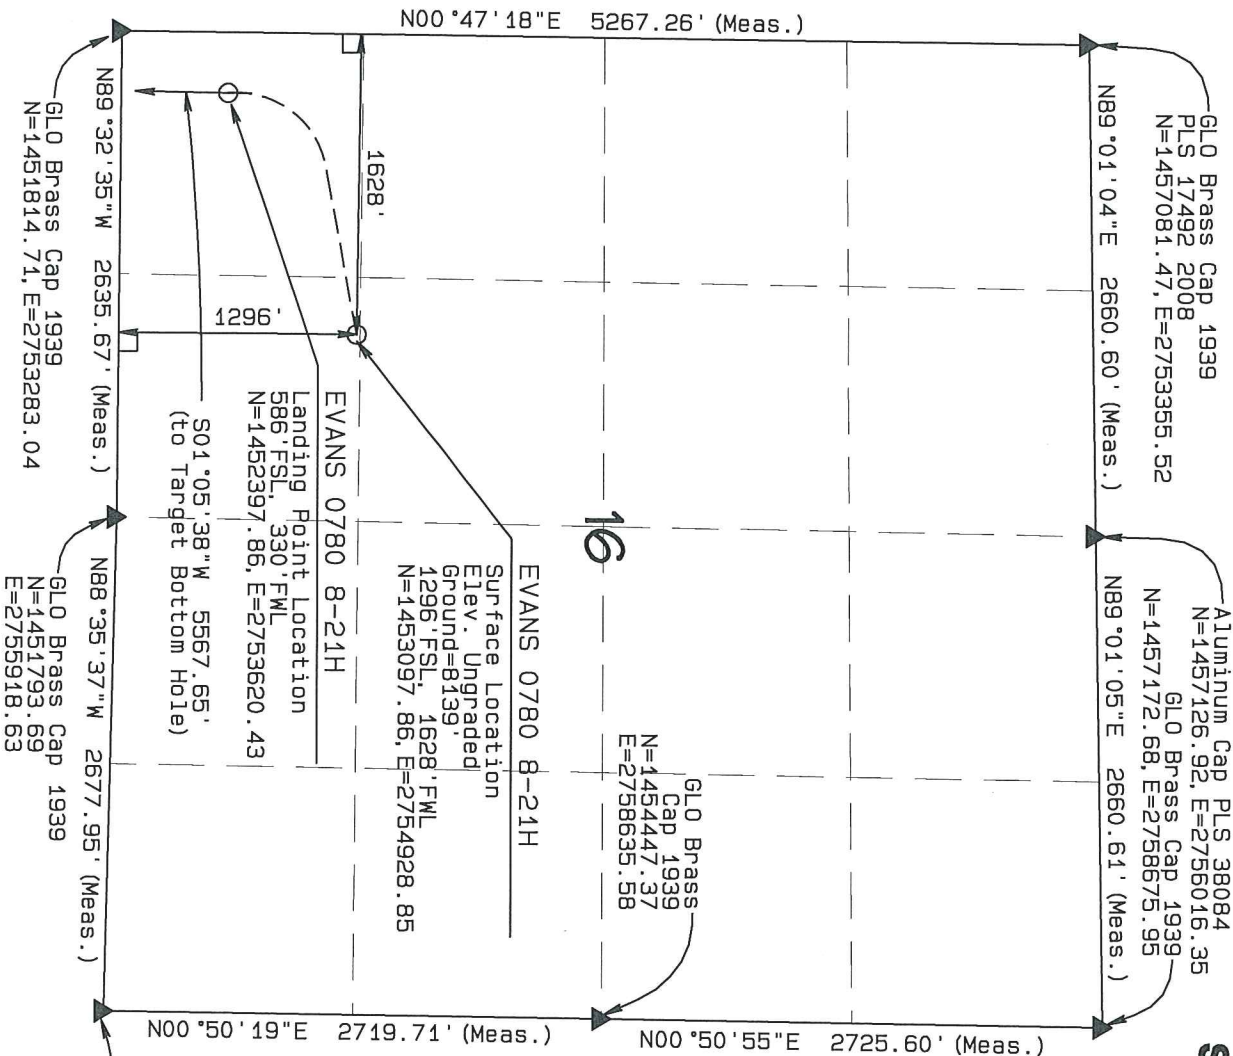 N00°47'18"E 5267.26' (Meas.)
GLO Brass Cap 1939
PLS 17492 2008
N=1457081.47, E=2753355.52
N89°01'04"E 2660.60' (Meas.)
Aluminum Cap PLS 38084
N=1457126.92, E=2756016.35
GLO Brass Cap 1939
N=1457172.68, E=2758675.95
N89°01'05"E 2660.61' (Meas.)
S
16
GLO Brass
Cap 1939
N=1454447.37
E=2758635.58
1628'
1296'
EVANS 0780 8-21H
Surface Location
Elev. Ungraded
Ground=8139'
1296'FSL, 1628'FWL
N=1453097.86, E=2754928.85
EVANS 0780 8-21H
Landing Point Location
586'FSL, 330'FWL
N=1452397.86, E=2753620.43
S01°05'38"W 5567.65'
(to Target Bottom Hole)
N89°32'35"W 2635.67' (Meas.)
GLO Brass Cap 1939
N=1451814.71, E=2753283.04
N88°35'37"W 2677.95' (Meas.)
GLO Brass Cap 1939
N=1451793.69
E=2755918.63
N00°50'19"E 2719.71' (Meas.)
N00°50'55"E 2725.60' (Meas.)